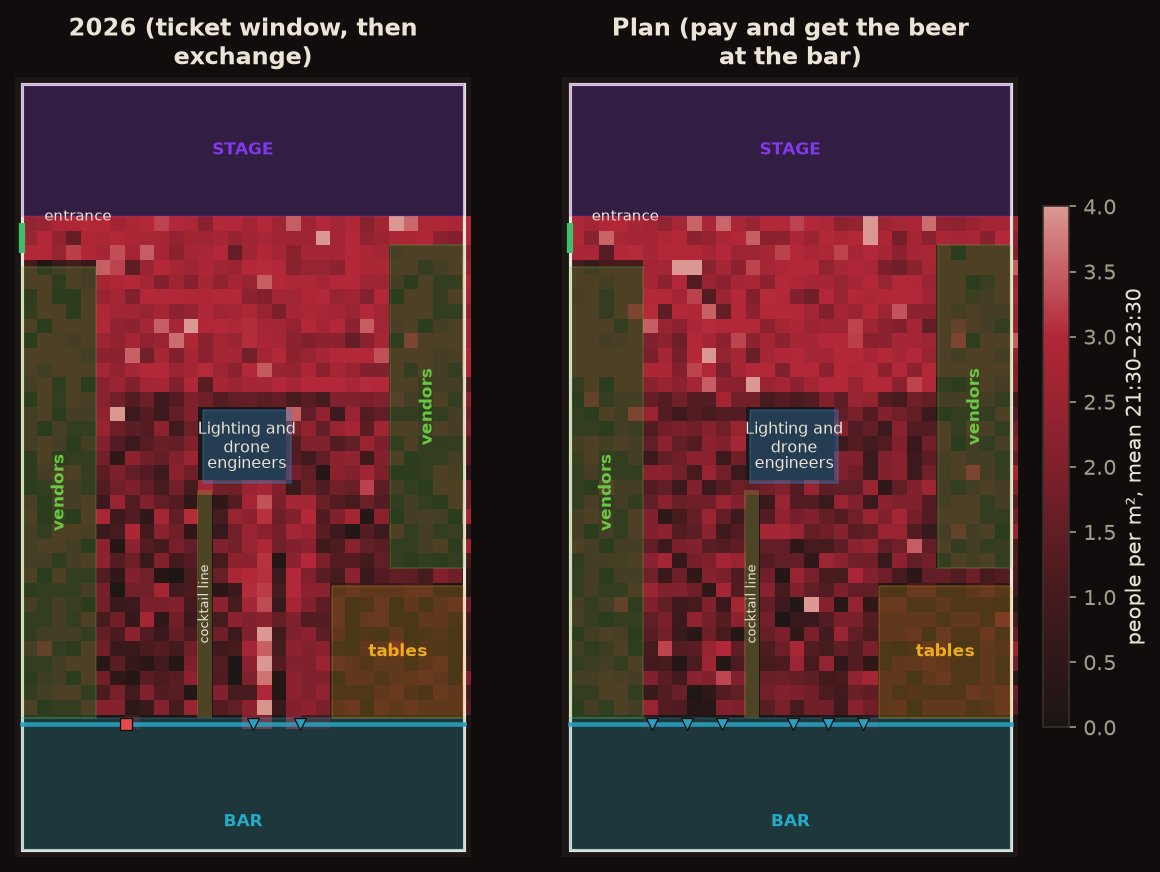 2026 (ticket window, then
exchange)
STAGE
entrance
vendors
Lighting and
drone
engineers
vendors
cocktail line
tables
BAR
Plan (pay and get the beer
at the bar)
STAGE
entrance
vendors
Lighting and
drone
engineers
vendors
cocktail line
tables
BAR
4.0
3.5
3.0
2.5
2.0
1.5
1.0
0.5
0.0
people per m², mean 21:30–23:30